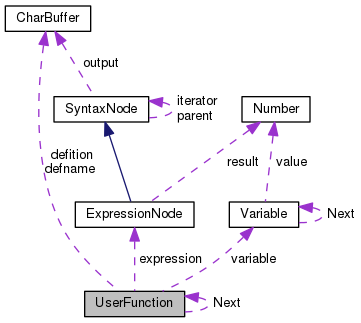 CharBuffer
output
SyntaxNode
iterator
parent
Number
defition
defname
result
value
ExpressionNode
Variable
Next
expression
variable
UserFunction
Next